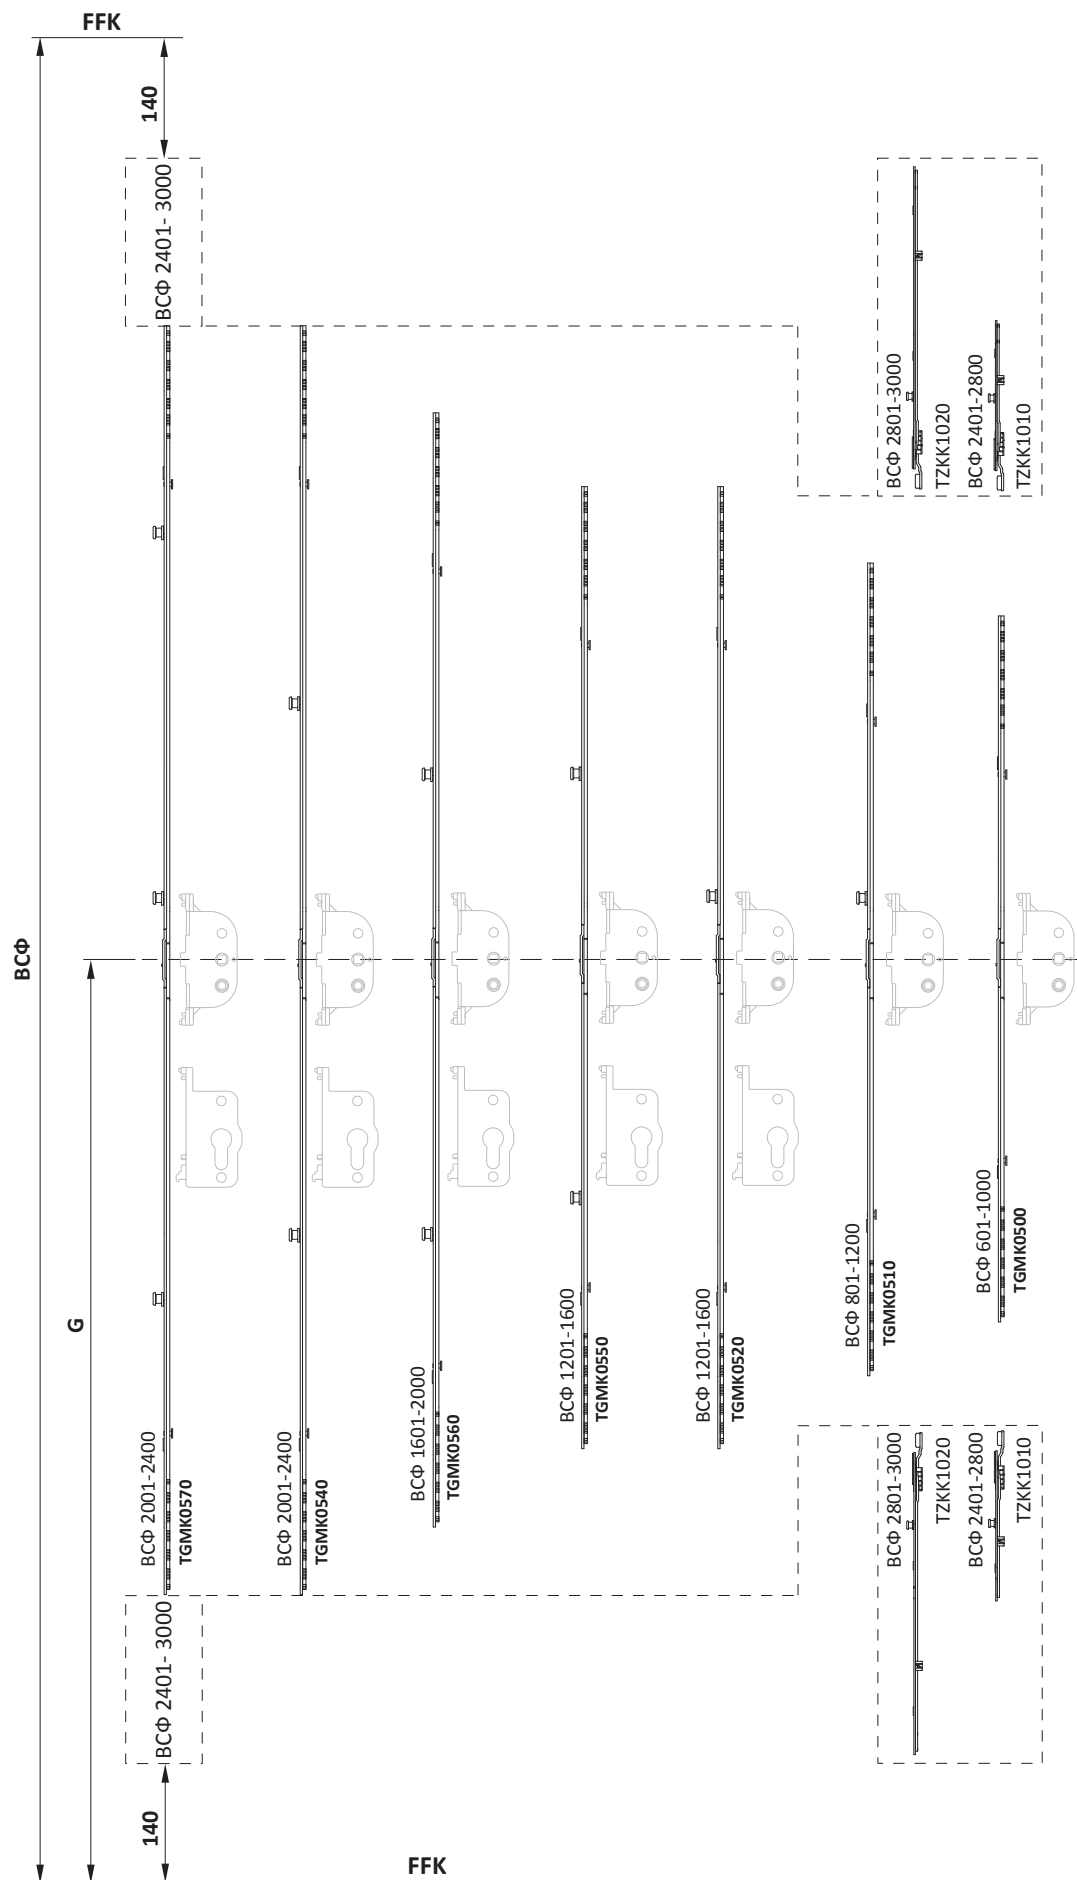 FFK
140
ВСФ 2401- 3000
ВСФ 2801-3000
TZKK1020
ВСФ 2401-2800
TZKK1010
ВСФ
G
ВСФ 2001-2400
TGMK0570
ВСФ 2001-2400
TGMK0540
ВСФ 1601-2000
TGMK0560
ВСФ 1201-1600
TGMK0550
ВСФ 1201-1600
TGMK0520
ВСФ 801-1200
TGMK0510
ВСФ 601-1000
TGMK0500
ВСФ 2801-3000
TZKK1020
ВСФ 2401-2800
TZKK1010
ВСФ 2401- 3000
140
FFK